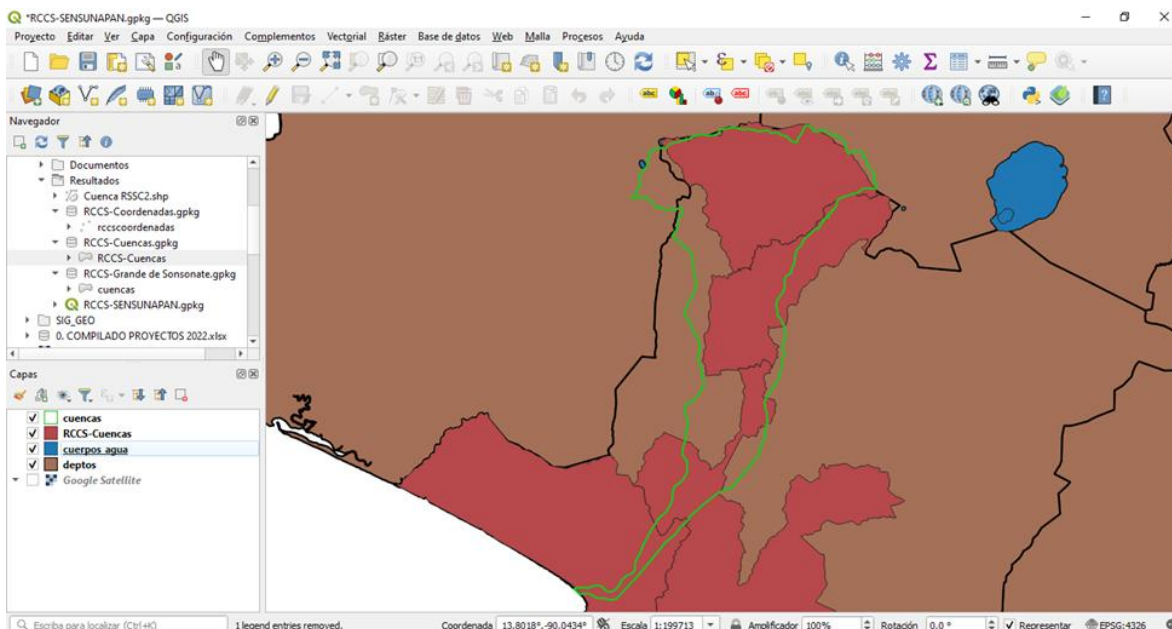 *RCCS-SENSUNAPAN.gpkg — QGIS
Proyecto Editar Ver Capa Configuración Complementos Vectorial Ráster Base de datos Web Malla Procesos Ayuda
Navegador
Documentos
Resultados
Cuenca RSSC2.shp
RCCS-Coordenadas.gpkg
rccscoordenadas
RCCS-Cuencas.gpkg
RCCS-Cuencas
RCCS-Grande de Sonsonate.gpkg
cuencas
RCCS-SENSUNAPAN.gpkg
SIG_GEO
0. COMPILADO PROYECTOS 2022.xlsx
Capas
cuencas
RCCS-Cuencas
cuerpos agua
deptos
Google Satellite
Escriba para localizar (Ctrl+K) 1 legend entries removed. Coordenada 13.8018°,-90.0434° Escala 1:199713 Amplificador 100% Rotación 0.0 ° Representar EPSG:4326